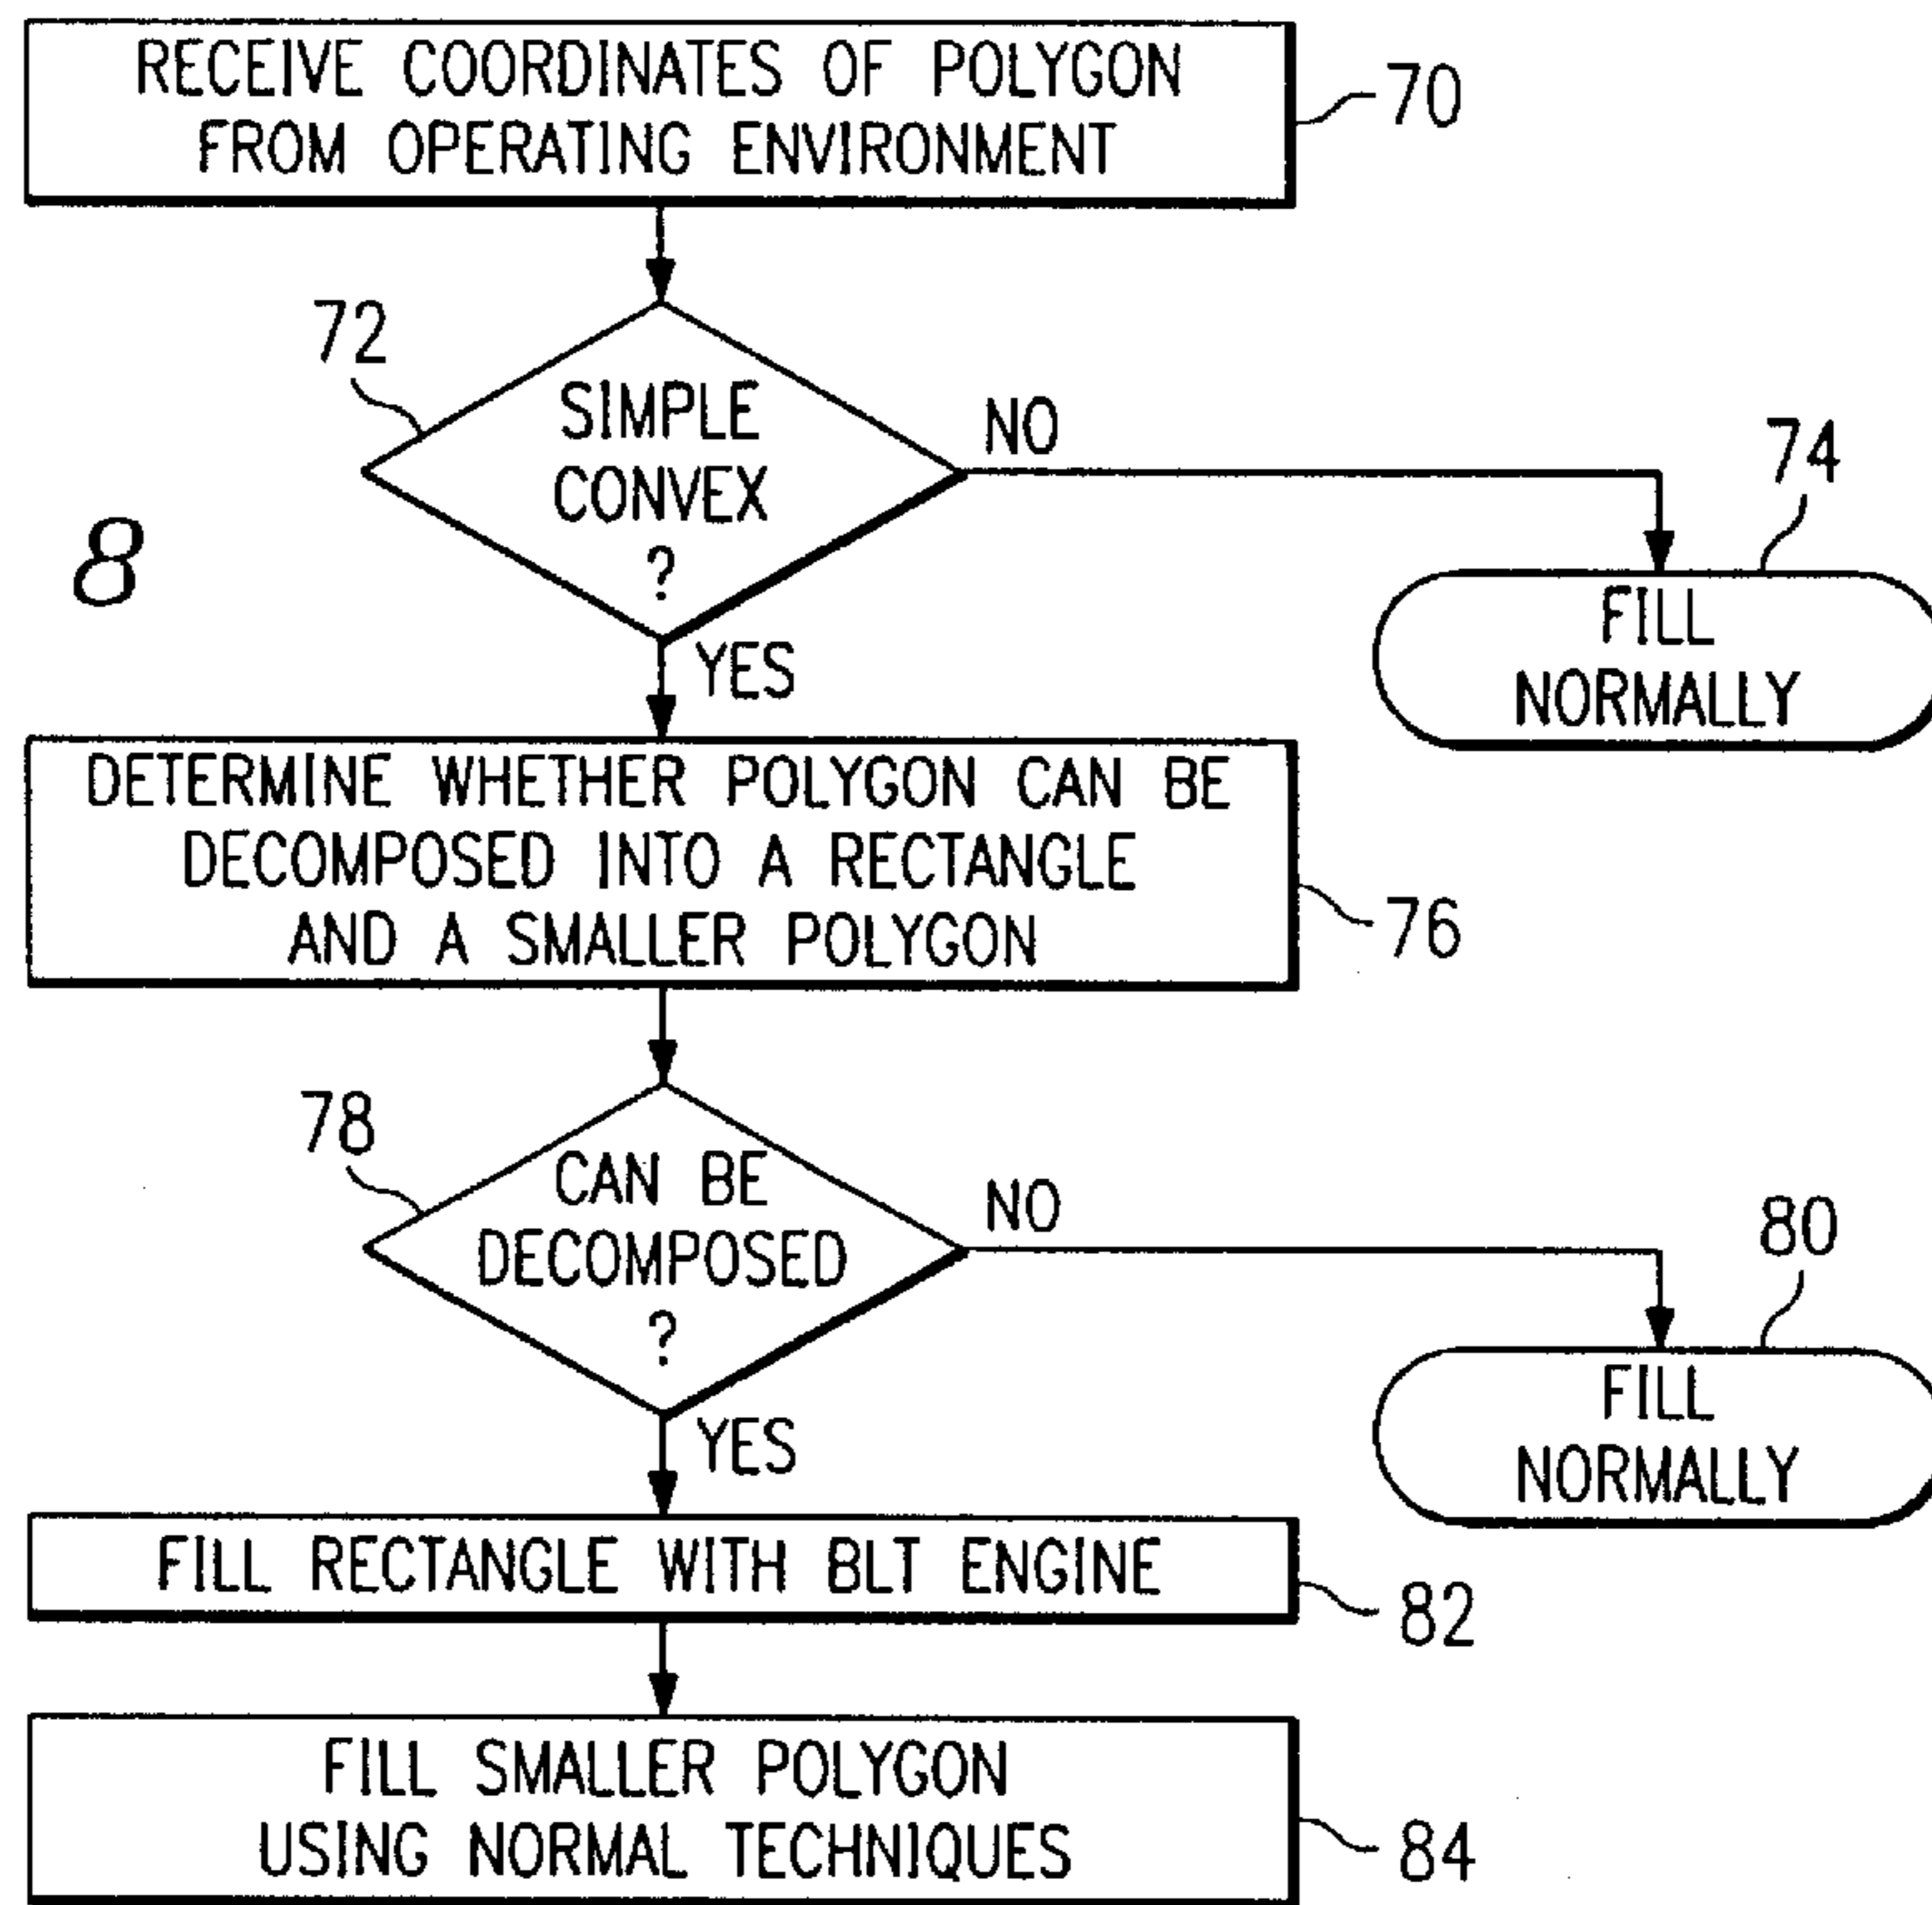 RECEIVE COORDINATES OF POLYGON
FROM OPERATING ENVIRONMENT
70
72
SIMPLE
CONVEX
?
NO
74
8
FILL
NORMALLY
YES
DETERMINE WHETHER POLYGON CAN BE
DECOMPOSED INTO A RECTANGLE
AND A SMALLER POLYGON
76
78
CAN BE
DECOMPOSED
?
NO
80
FILL
NORMALLY
YES
FILL RECTANGLE WITH BLT ENGINE
82
FILL SMALLER POLYGON
USING NORMAL TECHNIQUES
84